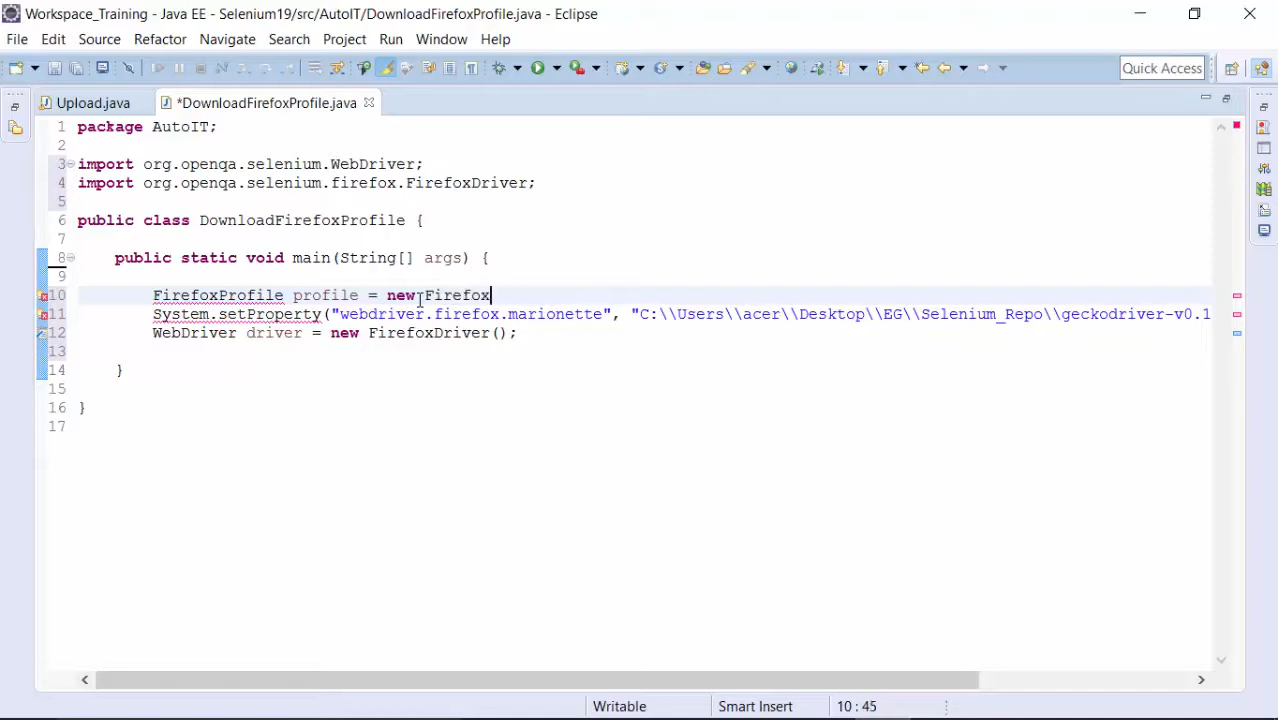 Workspace_Training - Java EE - Selenium19/src/AutoIT/DownloadFirefoxProfile.java - Eclipse
File Edit Source Refactor Navigate Search Project Run Window Help
Quick Access
Upload.java *DownloadFirefoxProfile.java
1 package AutoIT;
2
3 import org.openqa.selenium.WebDriver;
4 import org.openqa.selenium.firefox.FirefoxDriver;
5
6 public class DownloadFirefoxProfile {
7
8 public static void main(String[] args) {
9
10 FirefoxProfile profile = new Firefox
11 System.setProperty("webdriver.firefox.marionette", "C:\\Users\\acer\\Desktop\\EG\\Selenium_Repo\\geckodriver-v0.1
12 WebDriver driver = new FirefoxDriver();
13
14 }
15
16 }
17
Writable Smart Insert 10 : 45